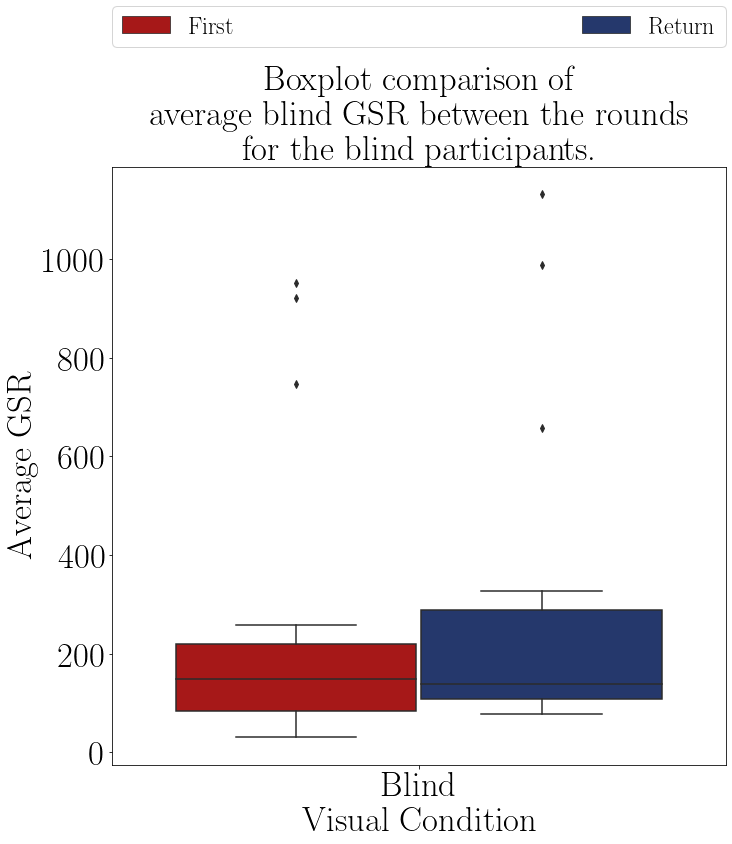 First
Return
Boxplot comparison of
average blind GSR between the rounds
for the blind participants.
1000
800
600
400
200
0
Average GSR
Blind
Visual Condition